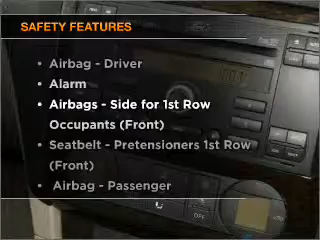 SAFETY FEATURES
• Airbag - Driver
• Alarm
• Airbags - Side for 1st Row
Occupants (Front)
• Seatbelt - Pretensioners 1st Row
(Front)
• Airbag - Passenger
OFF